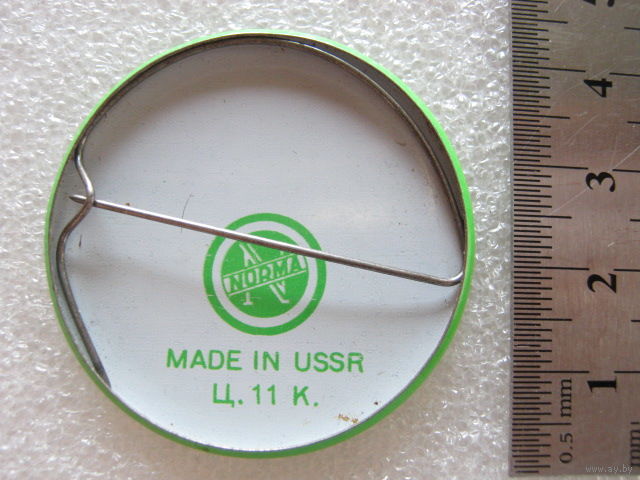 NORMA
MADE IN USSR
Ц. 11 К.
4
3
2
1
0.5 mm
www.ay.by